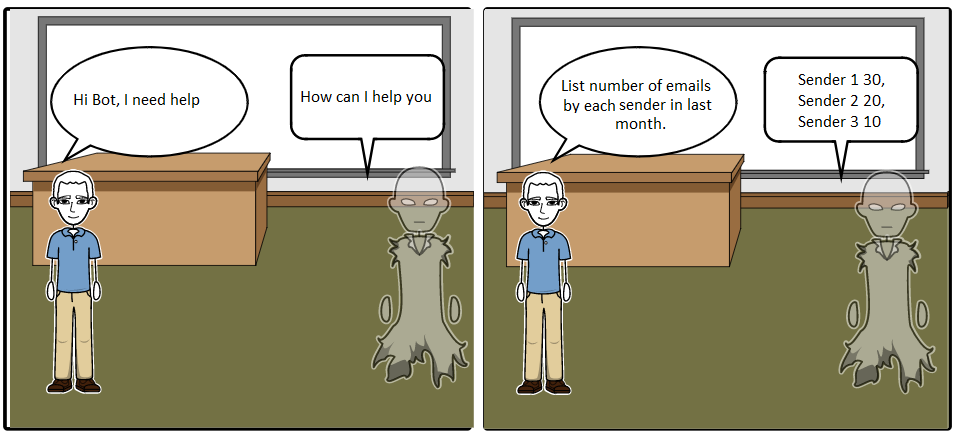 Hi Bot, I need help
How can I help you
List number of emails
by each sender in last
month.
Sender 1 30,
Sender 2 20,
Sender 3 10